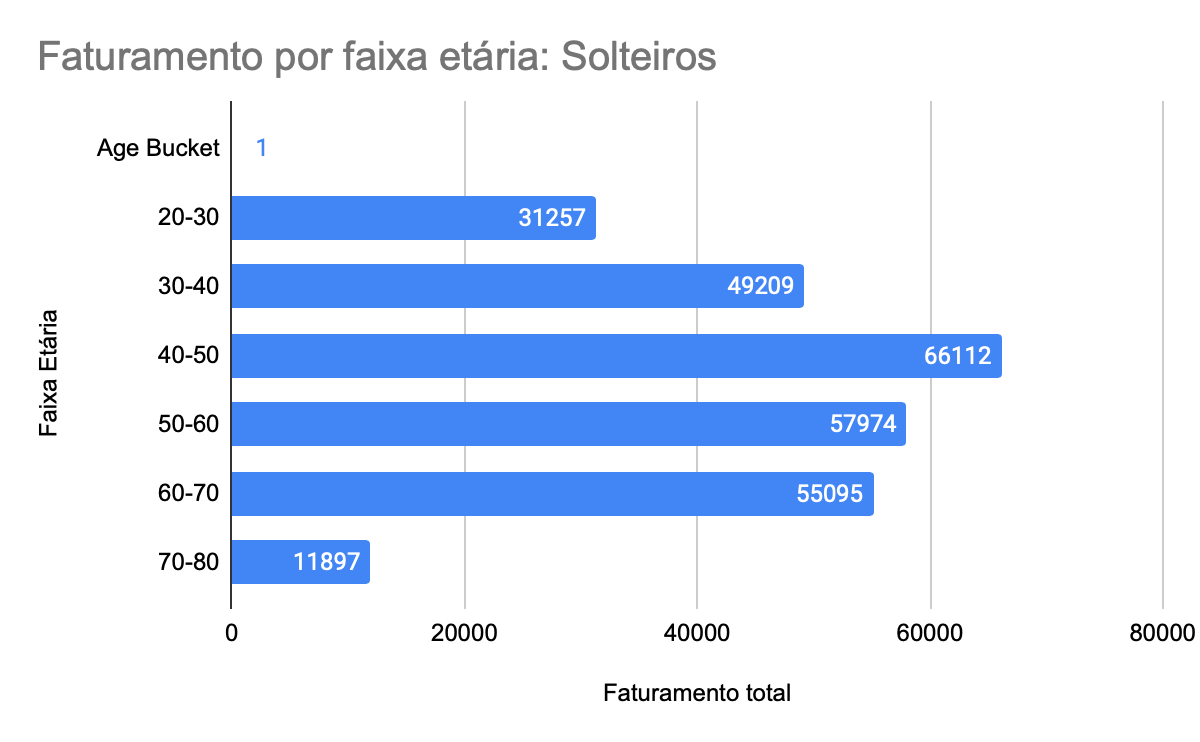 Faturamento por faixa etária: Solteiros
Age Bucket 1
20-30 31257
30-40 49209
40-50 66112
50-60 57974
60-70 55095
70-80 11897
Faixa Etária
0 20000 40000 60000 80000
Faturamento total